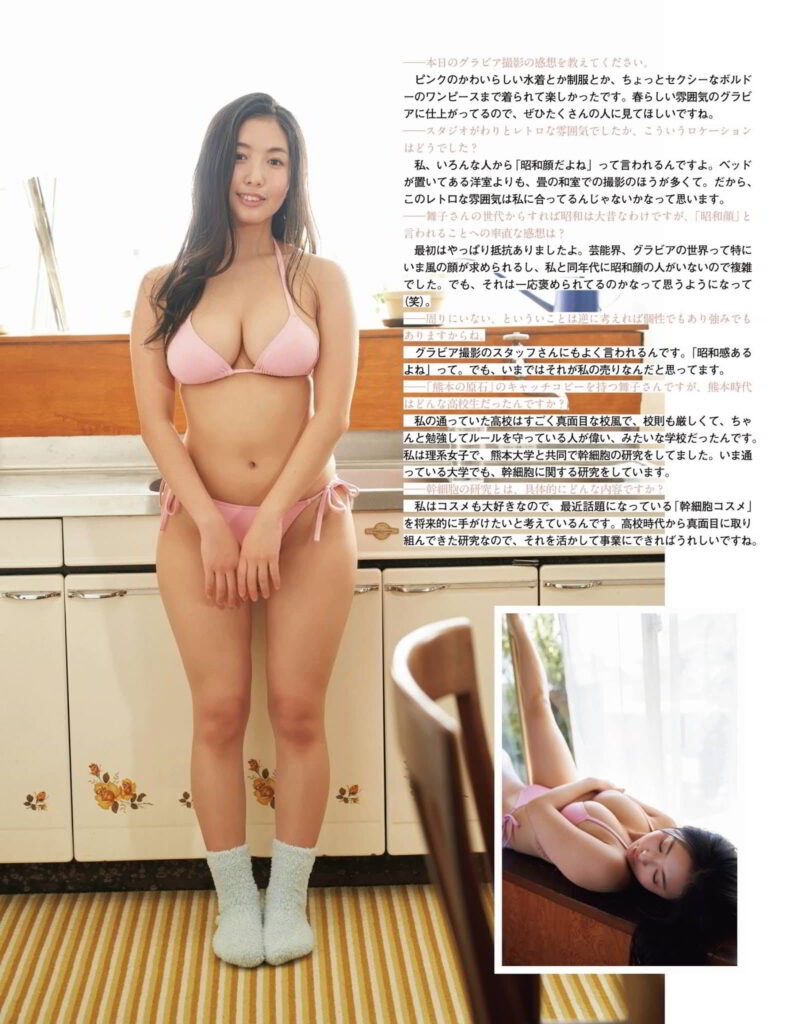 ──本日のグラビア撮影の感想を教えてください。
　ピンクのかわいらしい水着とか制服とか、ちょっとセクシーなボルド
ーのワンピースまで着られて楽しかったです。春らしい雰囲気のグラビ
アに仕上がってるので、ぜひたくさんの人に見てほしいですね。
──スタジオがわりとレトロな雰囲気でしたか、こういうロケーション
はどうでした？
　私、いろんな人から「昭和顔だよね」って言われるんですよ。ベッド
が置いてある洋室よりも、畳の和室での撮影のほうが多くて。だから、
このレトロな雰囲気は私に合ってるんじゃないかなって思います。
──舞子さんの世代からすれば昭和は大昔なわけですが、「昭和顔」と
言われることへの率直な感想は？
　最初はやっぱり抵抗ありましたよ。芸能界、グラビアの世界って特に
いま風の顔が求められるし、私と同年代に昭和顔の人がいないので複雑
でした。でも、それは一応褒められてるのかなって思うようになって
（笑）。
──周りにいない、といういことは逆に考えれば個性でもあり強みでも
ありますからね。
　グラビア撮影のスタッフさんにもよく言われるんです。「昭和感ある
よね」って。でも、いまではそれが私の売りなんだと思ってます。
──「熊本の原石」のキャッチコピーを持つ舞子さんですが、熊本時代
はどんな高校生だったんですか？
　私の通っていた高校はすごく真面目な校風で、校則も厳しくて、ちゃ
んと勉強してルールを守っている人が偉い、みたいな学校だったんです。
私は理系女子で、熊本大学と共同で幹細胞の研究をしてました。いま通
っている大学でも、幹細胞に関する研究をしています。
──幹細胞の研究とは、具体的にどんな内容ですか？
　私はコスメも大好きなので、最近話題になっている「幹細胞コスメ」
を将来的に手がけたいと考えているんです。高校時代から真面目に取り
組んできた研究なので、それを活かして事業にできればうれしいですね。